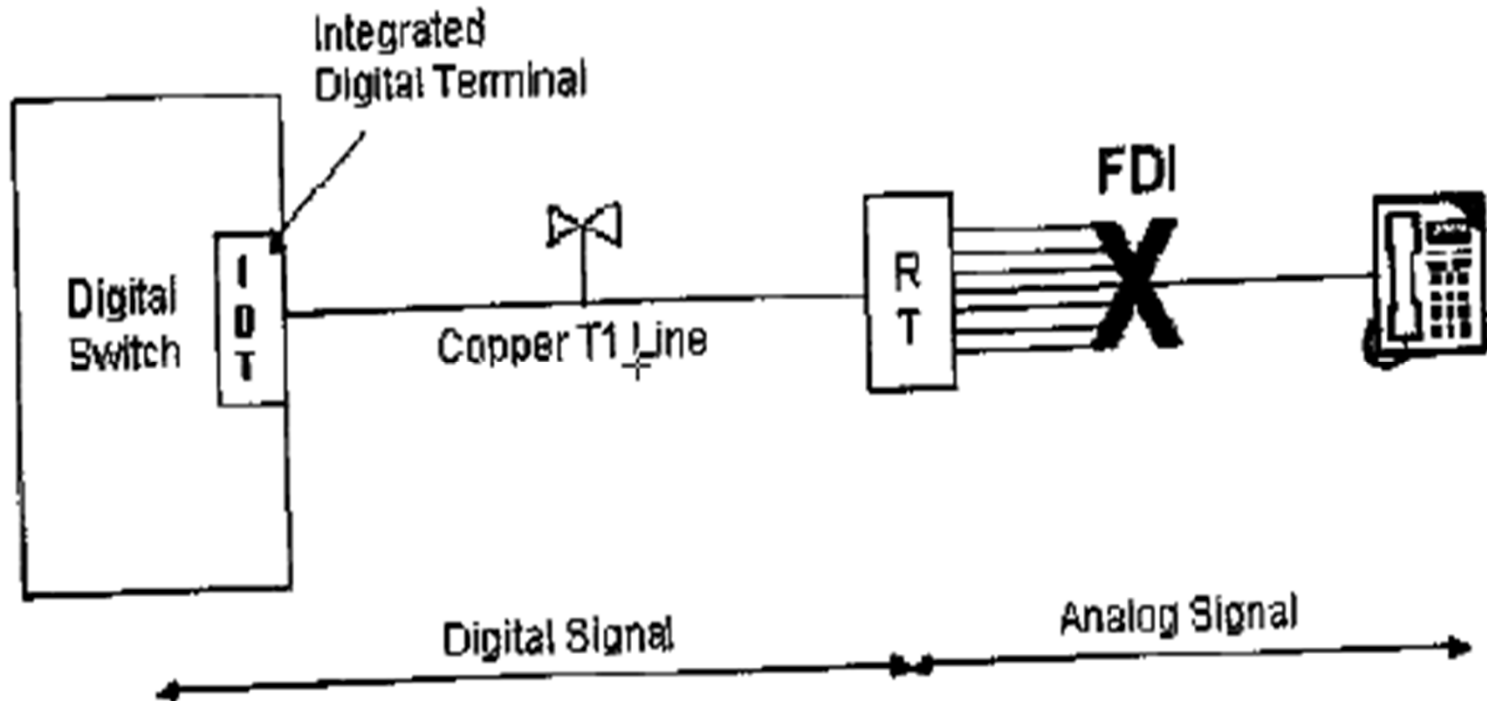 Integrated
Digital Terminal
FDI
Digital
Switch
I
D
T
Copper T1 Line
R
T
Digital Signal
Analog Signal